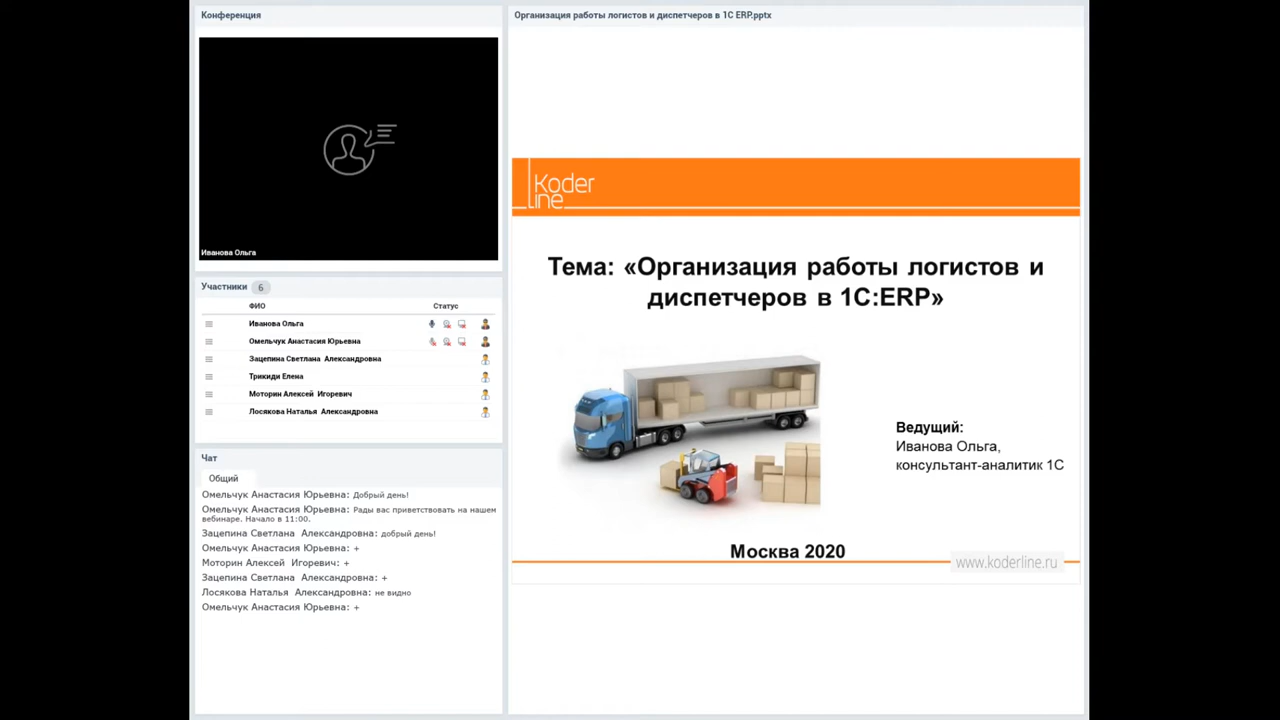 Конференция
Иванова Ольга
Участники 6
ФИО Статус
Иванова Ольга
Омельчук Анастасия Юрьевна
Зацепина Светлана Александровна
Трикиди Елена
Моторин Алексей Игоревич
Лосякова Наталья Александровна
Чат
Общий
Омельчук Анастасия Юрьевна: Добрый день!
Омельчук Анастасия Юрьевна: Рады вас приветствовать на нашем
вебинаре. Начало в 11:00.
Зацепина Светлана Александровна: добрый день!
Омельчук Анастасия Юрьевна: +
Моторин Алексей Игоревич: +
Зацепина Светлана Александровна: +
Лосякова Наталья Александровна: не видно
Омельчук Анастасия Юрьевна: +
Организация работы логистов и диспетчеров в 1С ERP.pptx
Koder
line
Тема: «Организация работы логистов и
диспетчеров в 1С:ERP»
Ведущий:
Иванова Ольга,
консультант-аналитик 1С
Москва 2020
www.koderline.ru